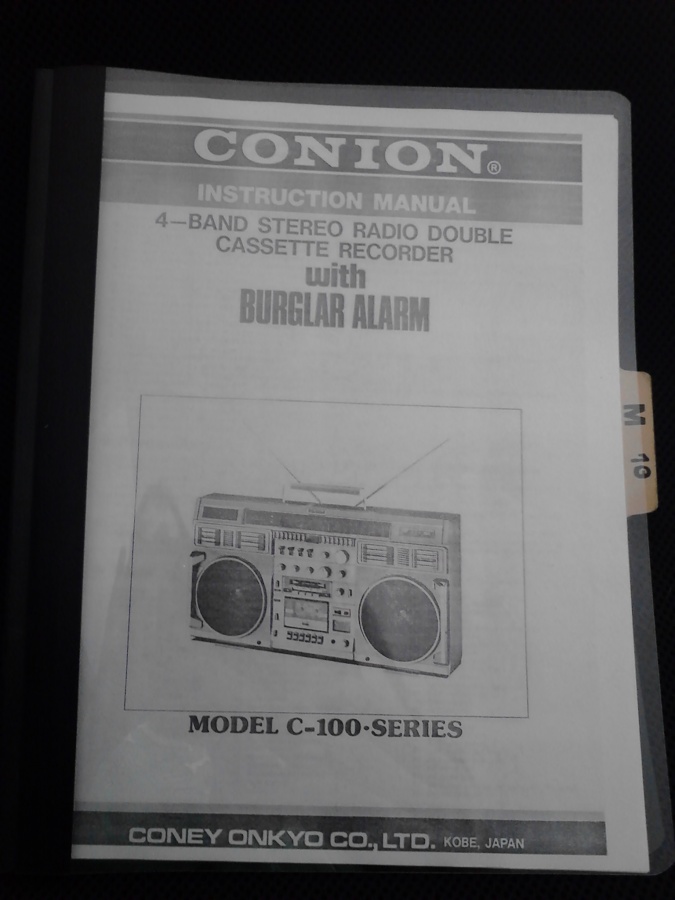 CONION®
INSTRUCTION MANUAL
4-BAND STEREO RADIO DOUBLE
CASSETTE RECORDER
with
BURGLAR ALARM
M 10
MODEL C-100·SERIES
CONEY ONKYO CO., LTD. KOBE, JAPAN